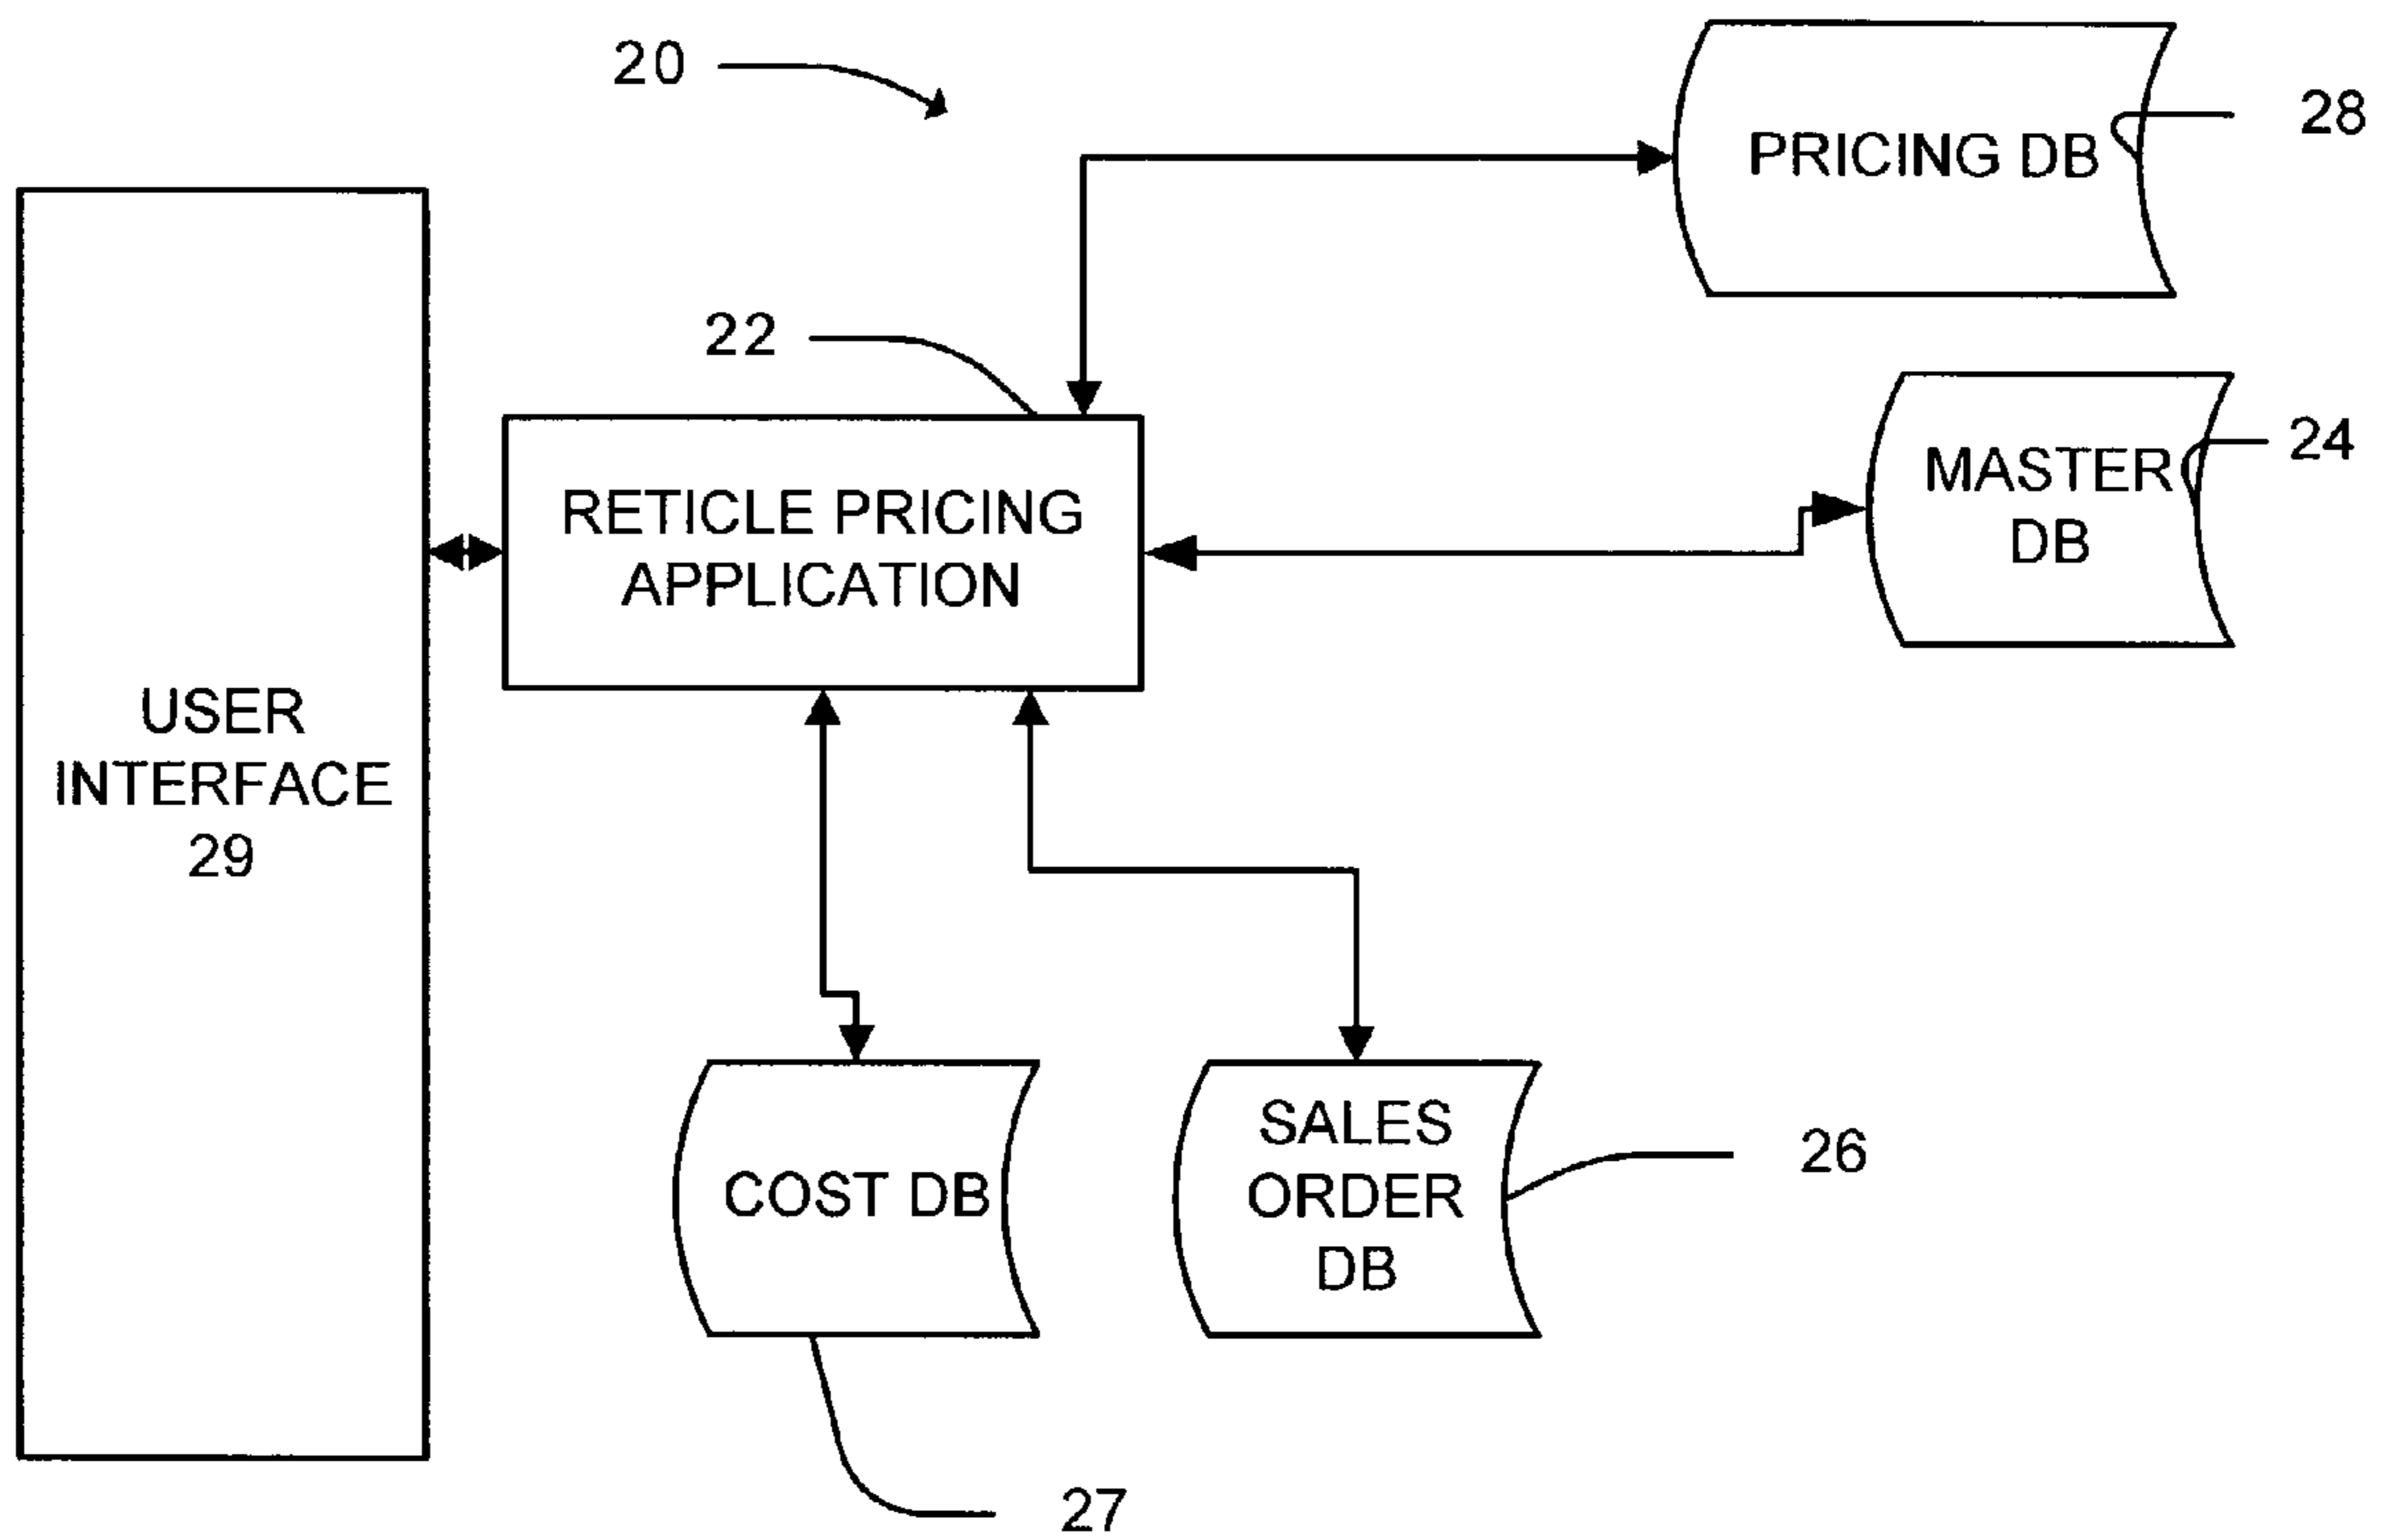 20
28
PRICING DB
22
24
MASTER
DB
RETICLE PRICING
APPLICATION
USER
INTERFACE
29
COST DB
SALES
ORDER
DB
26
27